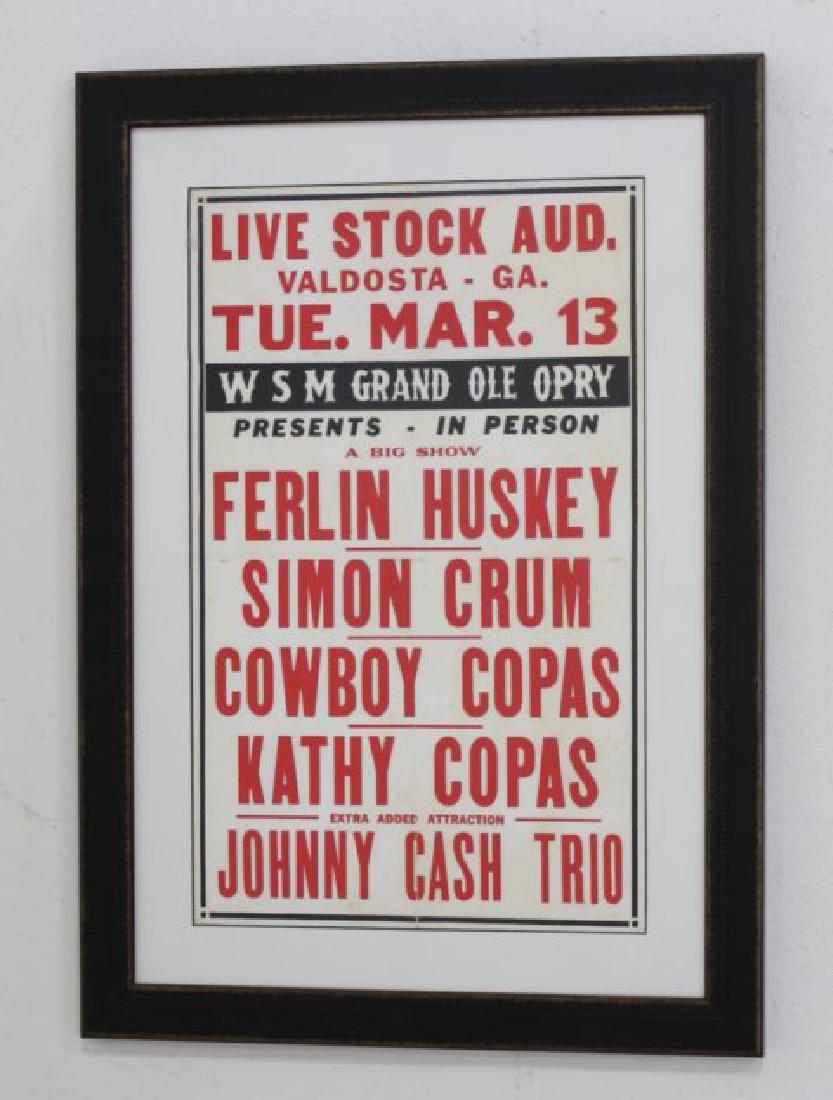 LIVE STOCK AUD.
VALDOSTA - GA.
TUE. MAR. 13
W S M GRAND OLE OPRY
PRESENTS - IN PERSON
A BIG SHOW
FERLIN HUSKEY
SIMON CRUM
COWBOY COPAS
KATHY COPAS
EXTRA ADDED ATTRACTION
JOHNNY CASH TRIO